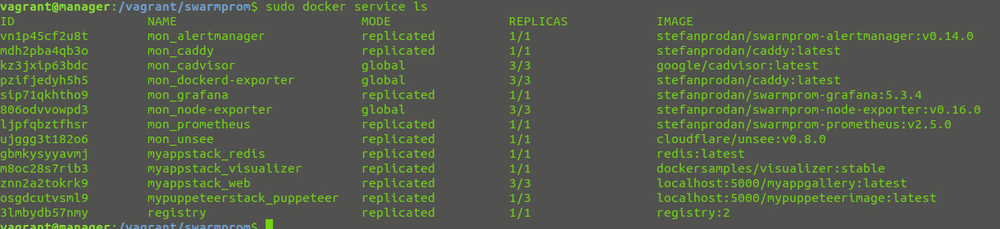 vagrant@manager:/vagrant/swarmprom$ sudo docker service ls
ID NAME MODE REPLICAS IMAGE
vn1p45cf2u8t mon_alertmanager replicated 1/1 stefanprodan/swarmprom-alertmanager:v0.14.0
mdh2pba4qb3o mon_caddy replicated 1/1 stefanprodan/caddy:latest
kz3jxip63bdc mon_cadvisor global 3/3 google/cadvisor:latest
pzifjedyh5h5 mon_dockerd-exporter global 3/3 stefanprodan/caddy:latest
sip71qkhtho9 mon_grafana replicated 1/1 stefanprodan/swarmprom-grafana:5.3.4
806odvvowpd3 mon_node-exporter global 3/3 stefanprodan/swarmprom-node-exporter:v0.16.0
ljpfqbztfhsr mon_prometheus replicated 1/1 stefanprodan/swarmprom-prometheus:v2.5.0
ujggg3t182o6 mon_unsee replicated 1/1 cloudflare/unsee:v0.8.0
gbmkysyyavmj myappstack_redis replicated 1/1 redis:latest
m8oc28s7rib3 myappstack_visualizer replicated 1/1 dockersamples/visualizer:stable
znn2a2tokrk9 myappstack_web replicated 3/3 localhost:5000/myappgallery:latest
osgdcutvsml9 mypuppeteerstack_puppeteer replicated 1/3 localhost:5000/mypuppeteerimage:latest
3lmbydb57nmy registry replicated 1/1 registry:2
vagrant@manager:/vagrant/swarmprom$